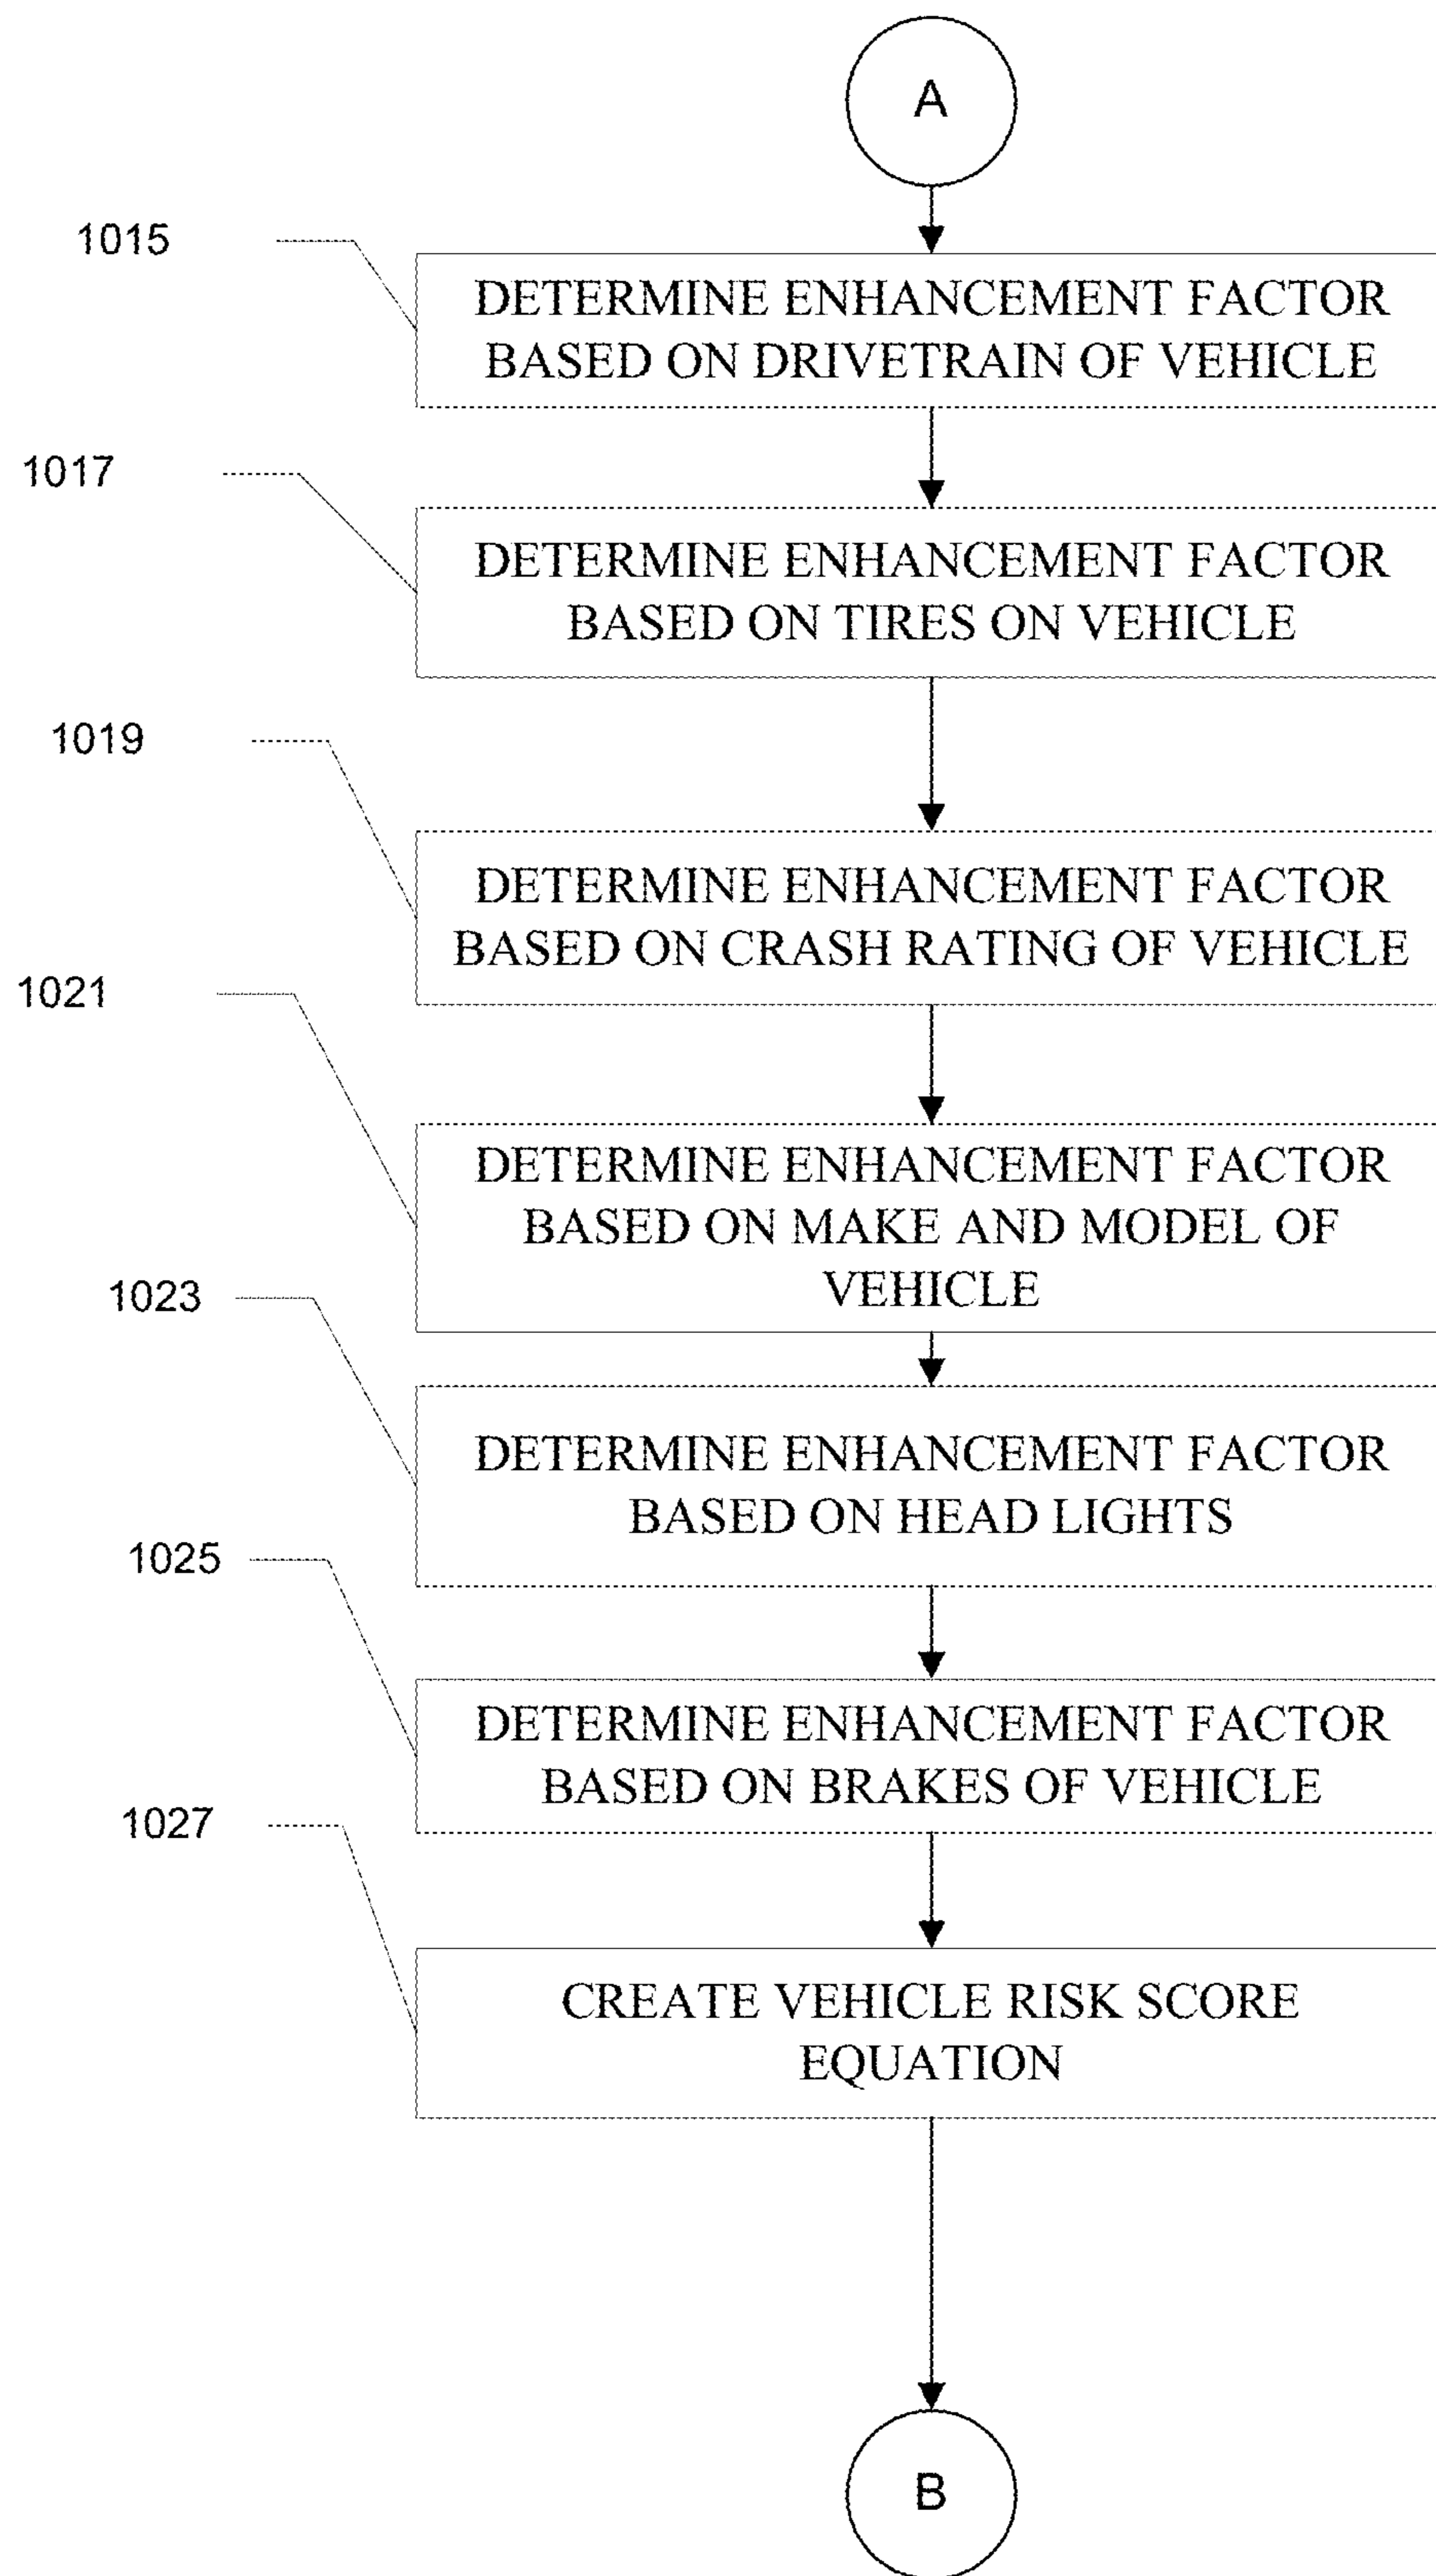 A
1015
DETERMINE ENHANCEMENT FACTOR
BASED ON DRIVETRAIN OF VEHICLE
1017
DETERMINE ENHANCEMENT FACTOR
BASED ON TIRES ON VEHICLE
1019
DETERMINE ENHANCEMENT FACTOR
BASED ON CRASH RATING OF VEHICLE
1021
DETERMINE ENHANCEMENT FACTOR
BASED ON MAKE AND MODEL OF
VEHICLE
1023
DETERMINE ENHANCEMENT FACTOR
BASED ON HEAD LIGHTS
1025
DETERMINE ENHANCEMENT FACTOR
BASED ON BRAKES OF VEHICLE
1027
CREATE VEHICLE RISK SCORE
EQUATION
B